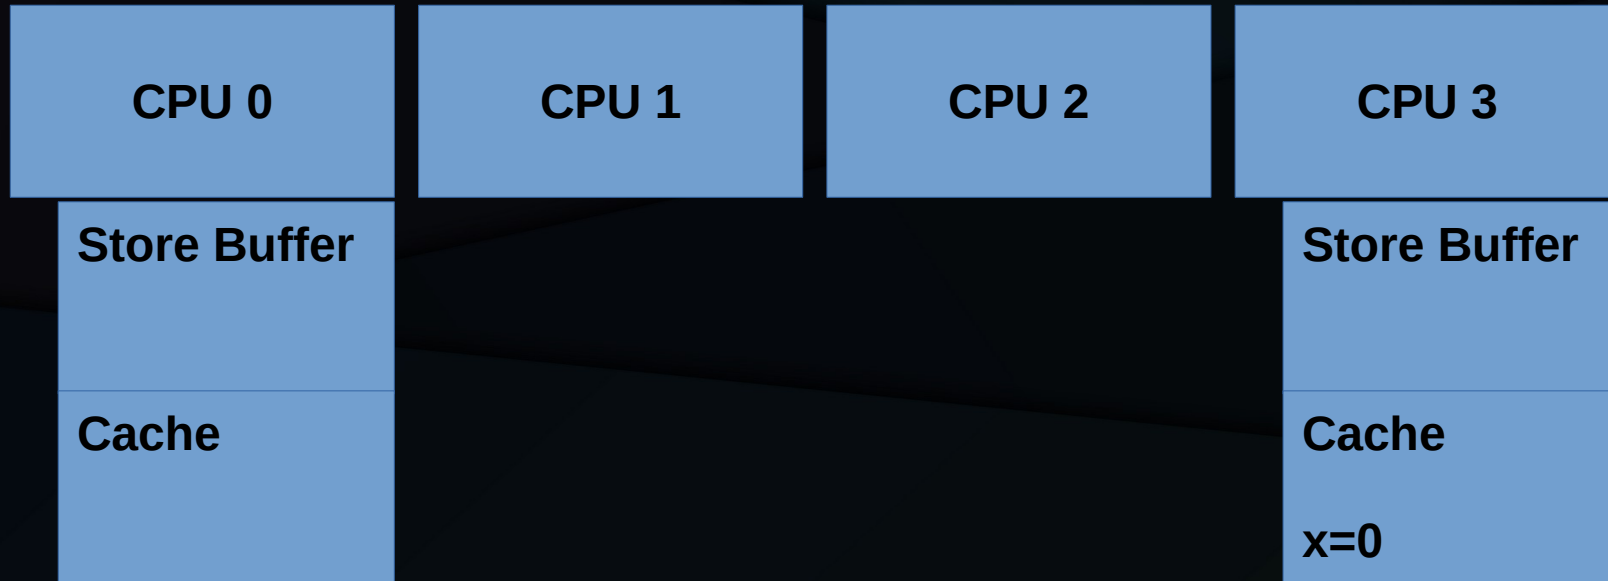 CPU 0
CPU 1
CPU 2
CPU 3
Store Buffer
Store Buffer
Cache
Cache
x=0